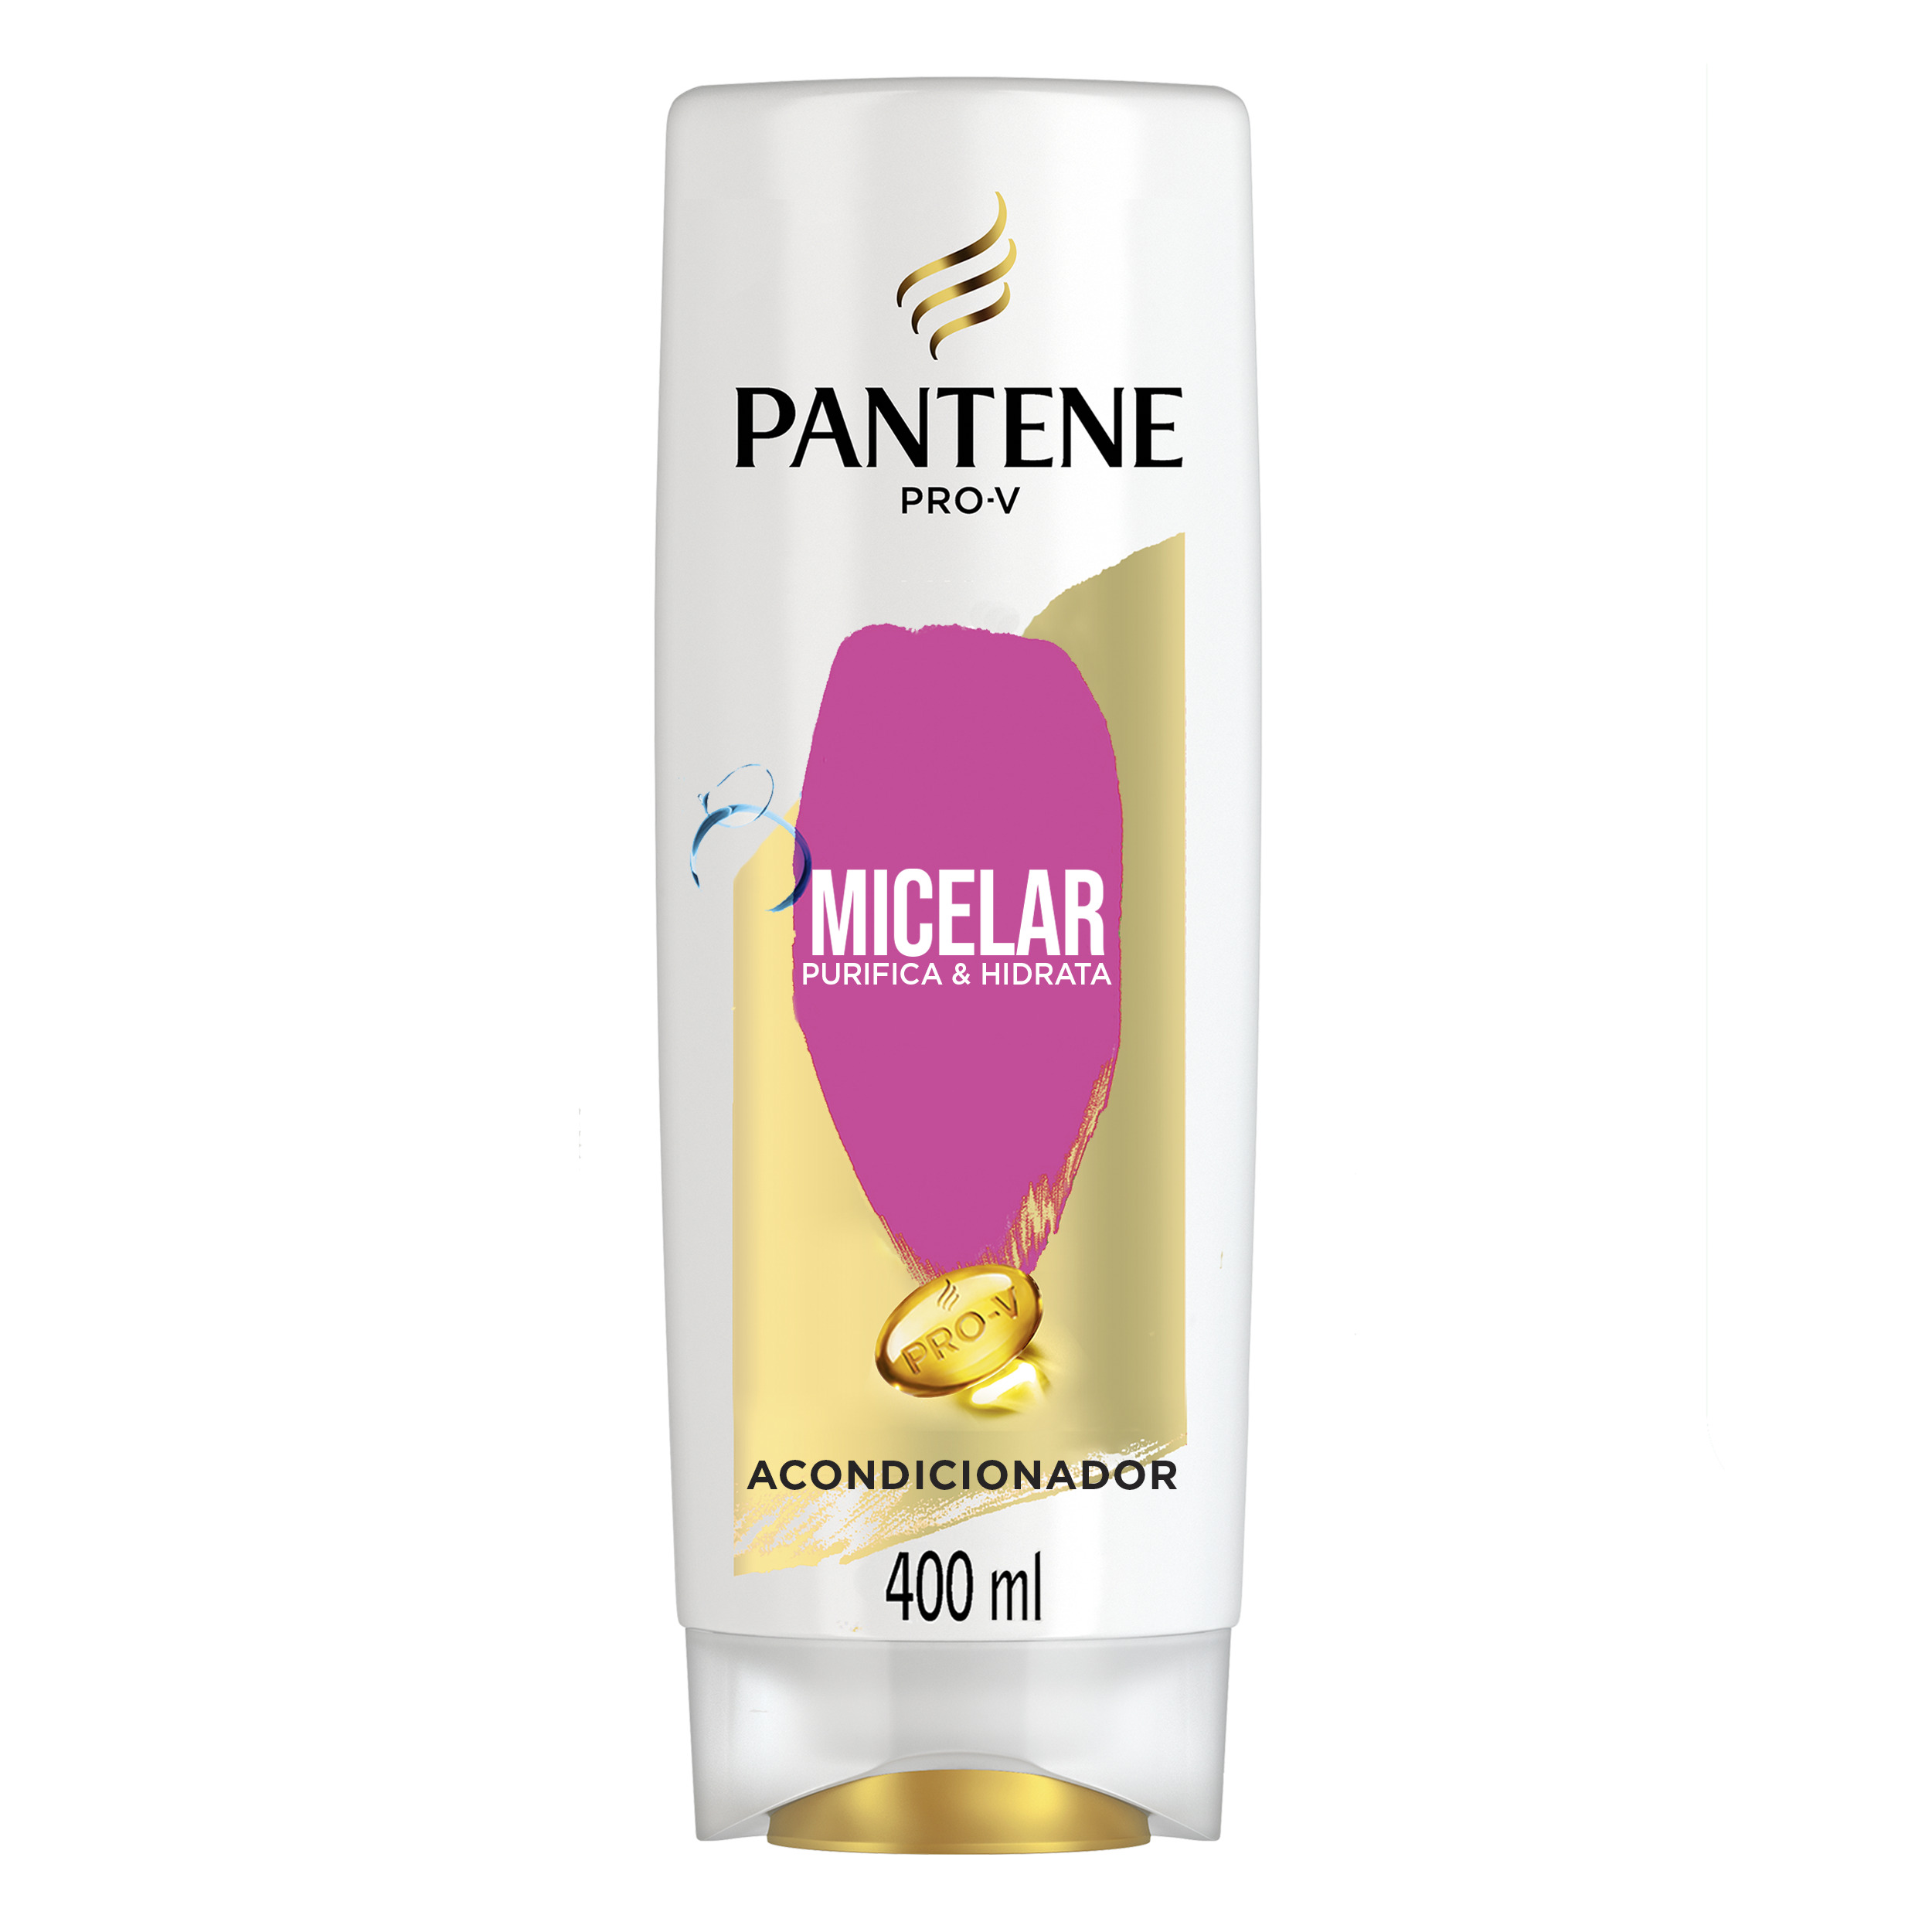 PANTENE
PRO-V
MICELAR
PURIFICA & HIDRATA
PRO-V
ACONDICIONADOR
400 ml